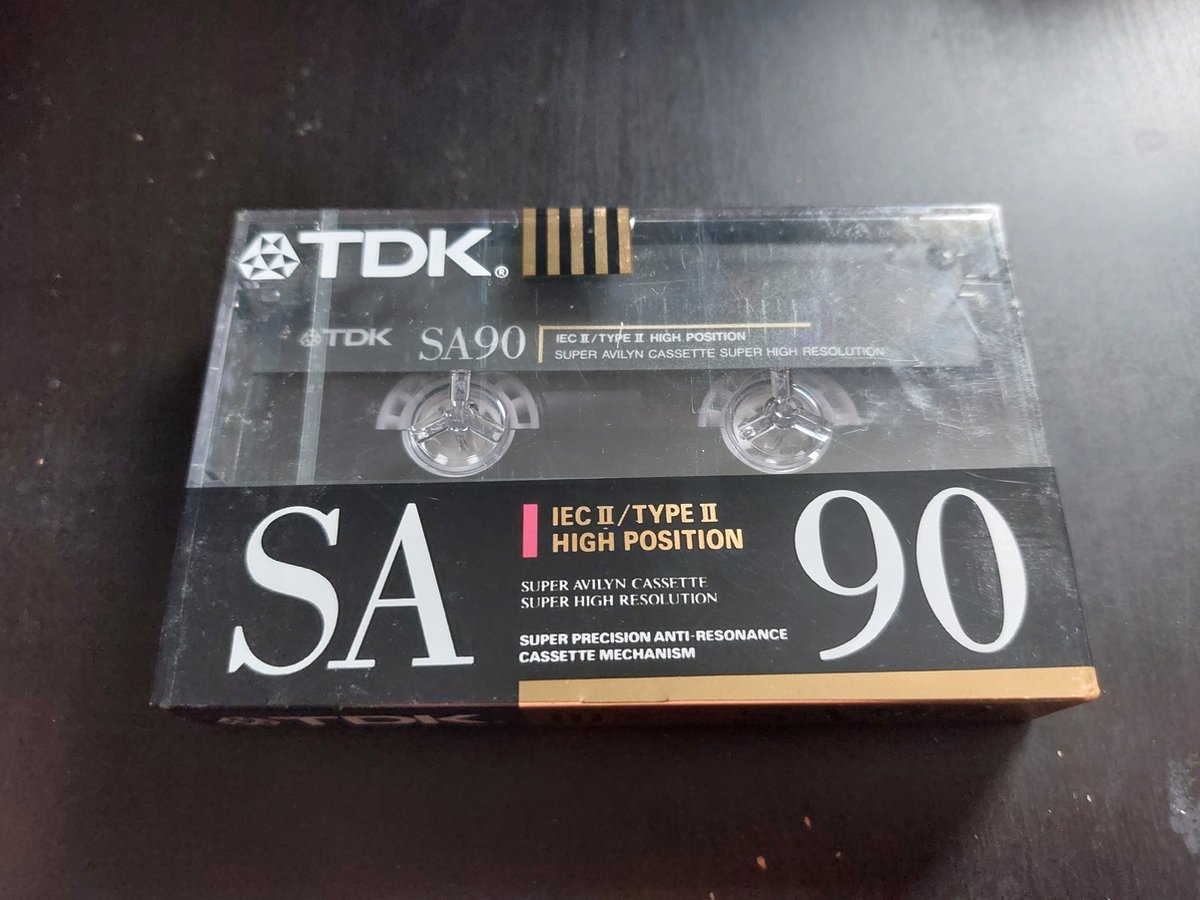 TDK®
TDK SA90 IEC II/TYPE II HIGH POSITION
SUPER AVILYN CASSETTE SUPER HIGH RESOLUTION
SA
IEC II/TYPE II
HIGH POSITION
SUPER AVILYN CASSETTE
SUPER HIGH RESOLUTION
SUPER PRECISION ANTI-RESONANCE
CASSETTE MECHANISM
90
TDK